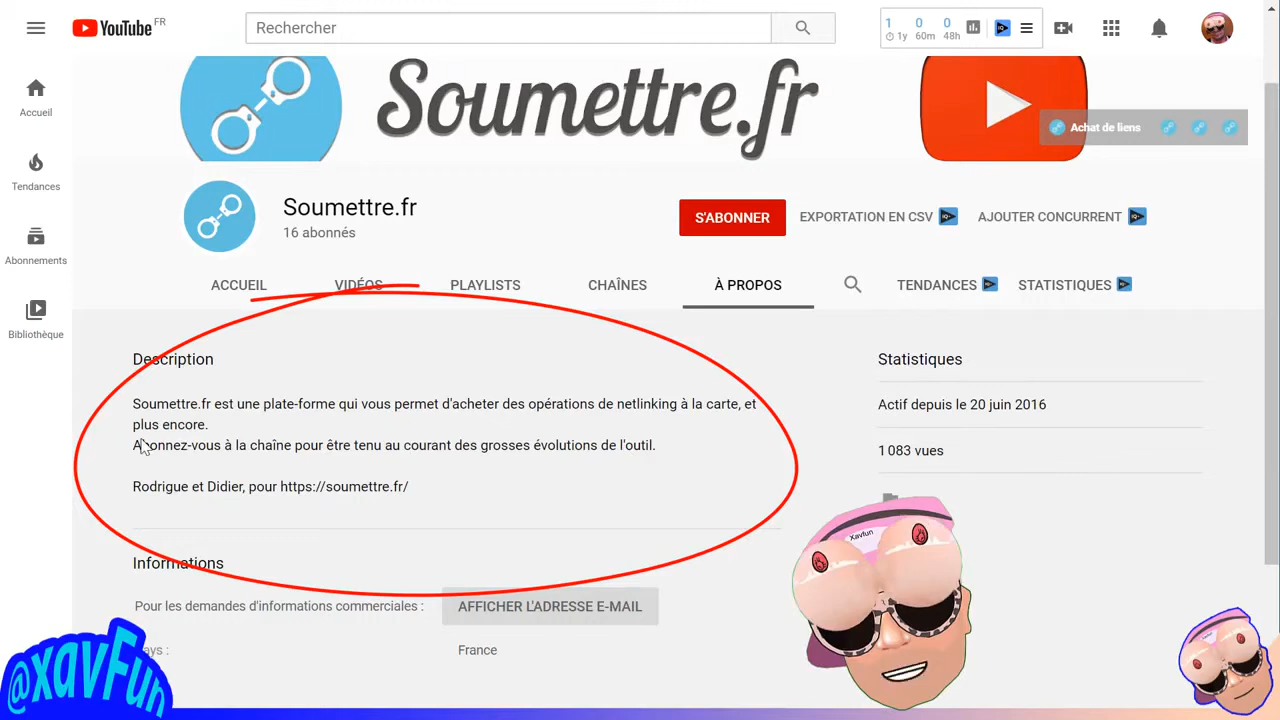 YouTube FR
Rechercher
1 0 0
1y 60m 48h
Accueil
Tendances
Abonnements
Bibliothèque
Soumettre.fr
Achat de liens
Soumettre.fr
16 abonnés
S'ABONNER
EXPORTATION EN CSV
AJOUTER CONCURRENT
ACCUEIL
VIDÉOS
PLAYLISTS
CHAÎNES
À PROPOS
TENDANCES
STATISTIQUES
Description
Soumettre.fr est une plate-forme qui vous permet d'acheter des opérations de netlinking à la carte, et
plus encore.
Abonnez-vous à la chaîne pour être tenu au courant des grosses évolutions de l'outil.
Rodrigue et Didier, pour https://soumettre.fr/
Statistiques
Actif depuis le 20 juin 2016
1 083 vues
Informations
Pour les demandes d'informations commerciales :
AFFICHER L'ADRESSE E-MAIL
Pays :
France
Xavfun
@xavFun